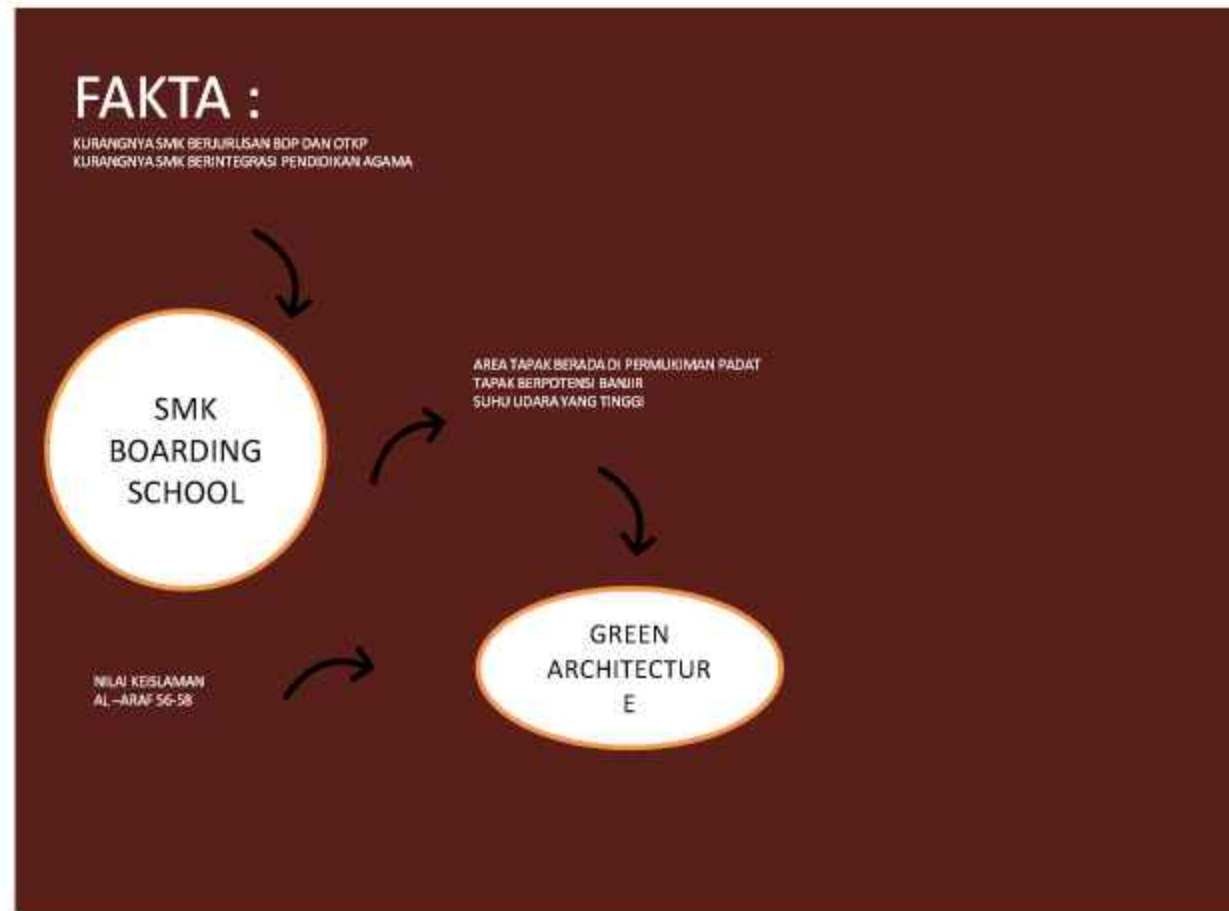 FAKTA :
KURANGNYA SMK BERJURUSAN BDP DAN OTKP
KURANGNYA SMK BERINTEGRASI PENDIDIKAN AGAMA
SMK
BOARDING
SCHOOL
AREA TAPAK BERADA DI PERMUKIMAN PADAT
TAPAK BERPOTENSI BANJIR
SUHU UDARA YANG TINGGI
GREEN
ARCHITECTUR
E
NILAI KEISLAMAN
AL –ARAF 56-58